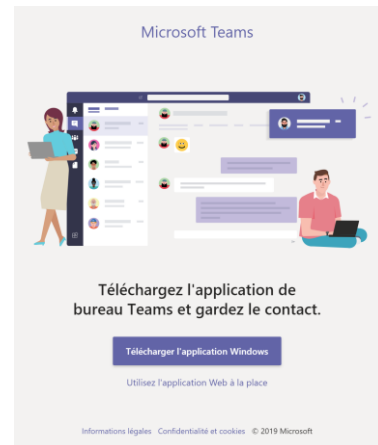 Microsoft Teams
Téléchargez l'application de
bureau Teams et gardez le contact.
Télécharger l'application Windows
Utilisez l'application Web à la place
Informations légales Confidentialité et cookies © 2019 Microsoft